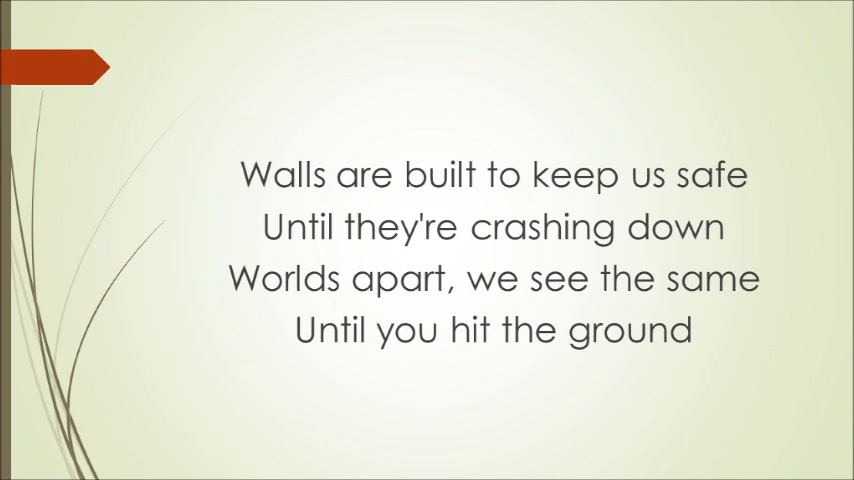 Walls are built to keep us safe
Until they're crashing down
Worlds apart, we see the same
Until you hit the ground